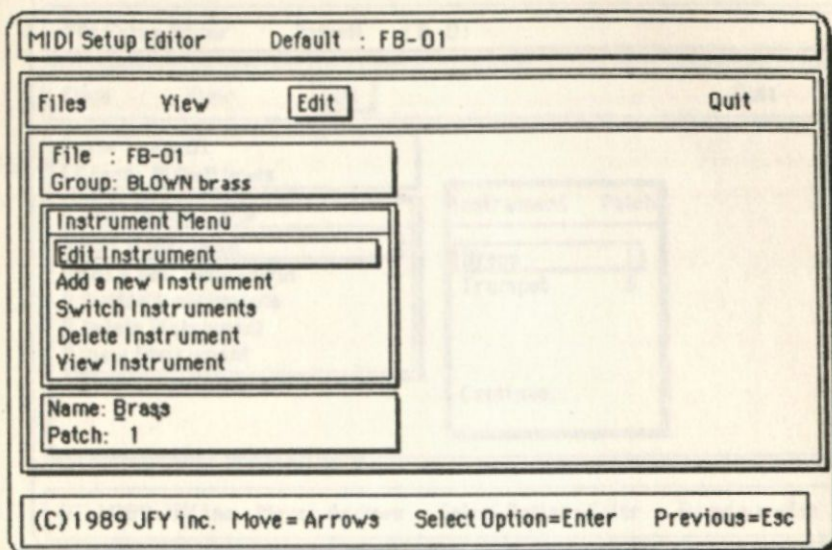 MIDI Setup Editor Default : FB-01
Files View Edit Quit
File : FB-01
Group: BLOWN brass
Instrument Menu
Edit Instrument
Add a new Instrument
Switch Instruments
Delete Instrument
View Instrument
Name: Brass
Patch: 1
(C)1989 JFY inc. Move = Arrows Select Option=Enter Previous=Esc